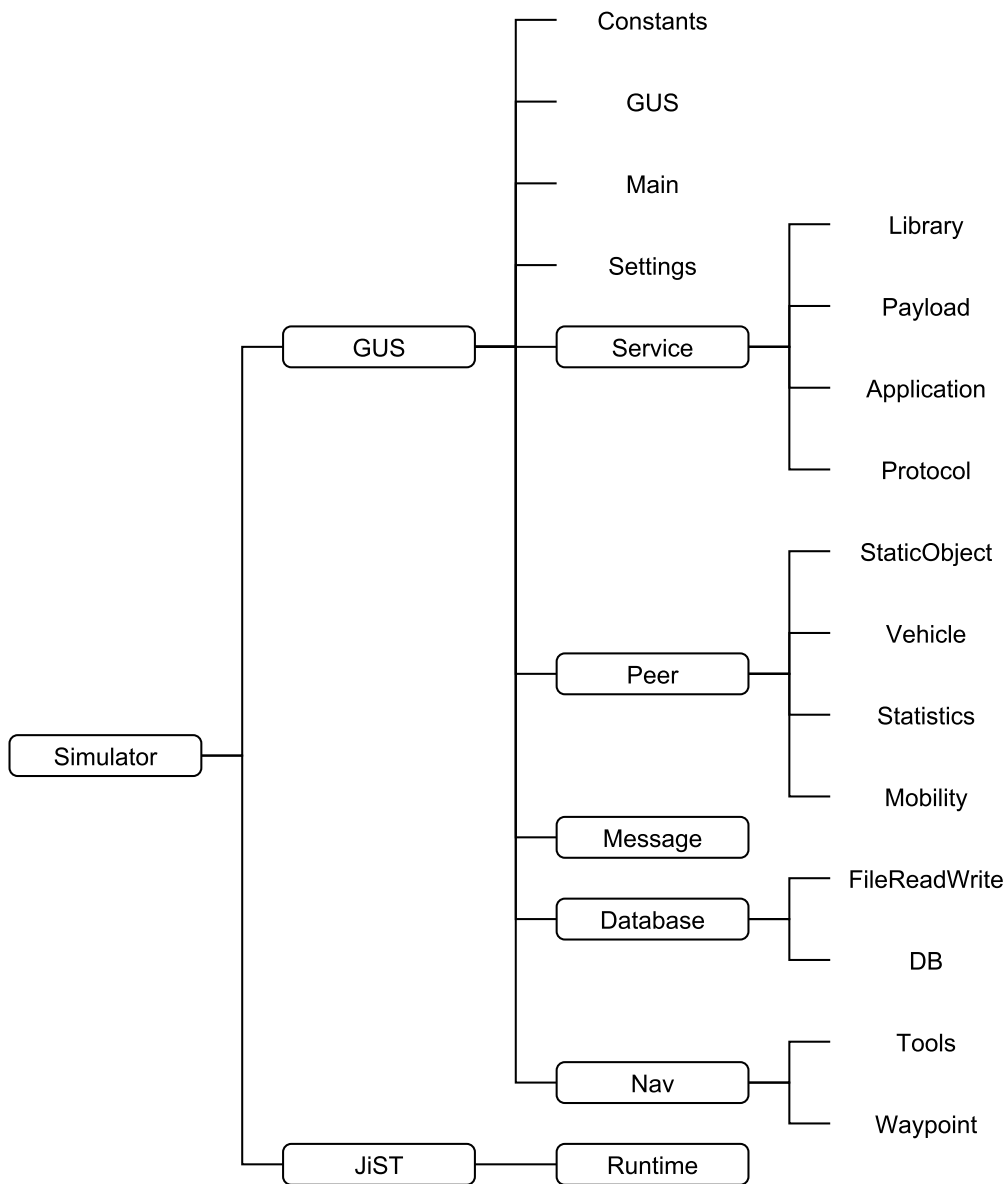 Constants
GUS
Main
Library
Settings
Payload
GUS
Service
Application
Protocol
StaticObject
Vehicle
Peer
Statistics
Simulator
Mobility
Message
FileReadWrite
Database
DB
Tools
Nav
Waypoint
JiST
Runtime